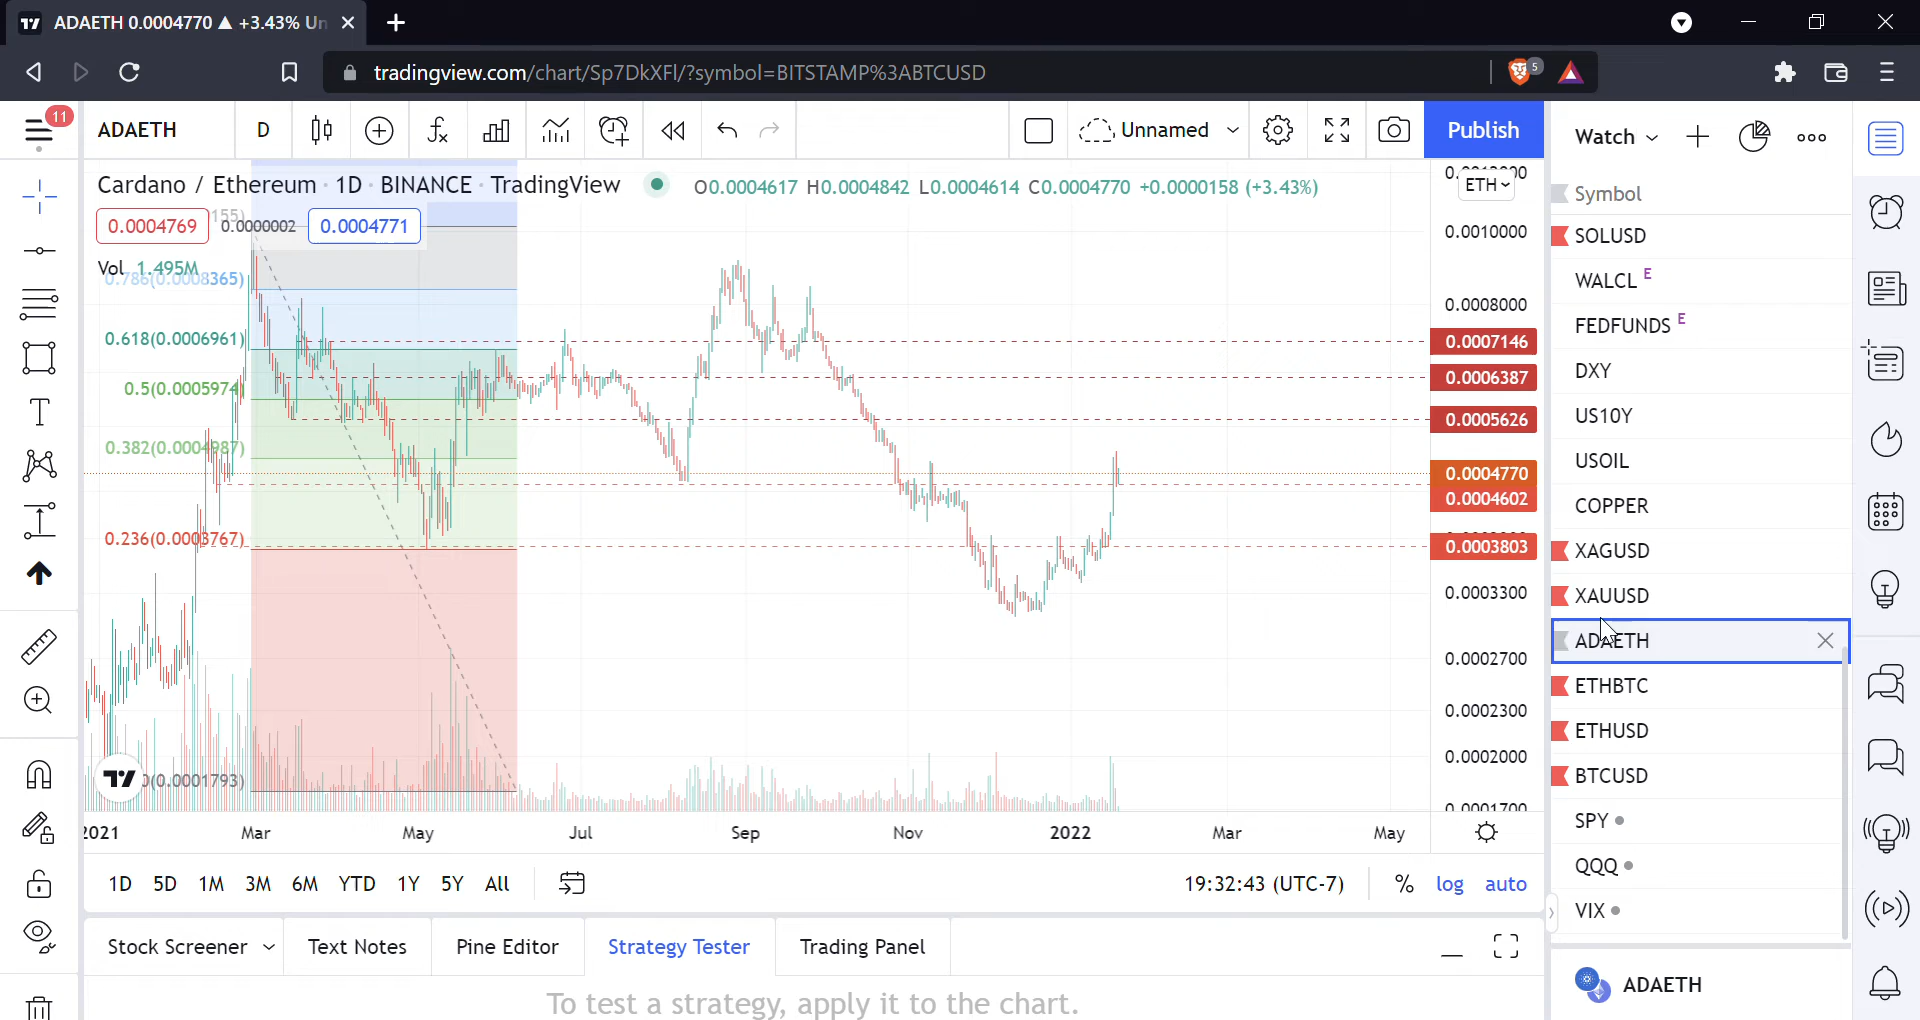 ADAETH 0.0004770 ▲ +3.43% Un
tradingview.com/chart/Sp7DkXFl/?symbol=BITSTAMP%3ABTCUSD
5
11
ADAETH
D
Unnamed
Publish
Watch
Cardano / Ethereum · 1D · BINANCE · TradingView
O0.0004617 H0.0004842 L0.0004614 C0.0004770 +0.0000158 (+3.43%)
ETH
0.0004769
0.0000002
0.0004771
Vol 1.495M
0.786(0.0008365)
0.618(0.0006961)
0.5(0.0005974)
0.382(0.0004987)
0.236(0.0003767)
0(0.0001793)
0.0010000
0.0008000
0.0007146
0.0006387
0.0005626
0.0004770
0.0004602
0.0003803
0.0003300
0.0002700
0.0002300
0.0002000
0.0001700
2021
Mar
May
Jul
Sep
Nov
2022
Mar
May
1D 5D 1M 3M 6M YTD 1Y 5Y All
19:32:43 (UTC-7)
%
log
auto
Stock Screener
Text Notes
Pine Editor
Strategy Tester
Trading Panel
To test a strategy, apply it to the chart.
Symbol
SOLUSD
WALCL E
FEDFUNDS E
DXY
US10Y
USOIL
COPPER
XAGUSD
XAUUSD
ADAETH
ETHBTC
ETHUSD
BTCUSD
SPY
QQQ
VIX
ADAETH